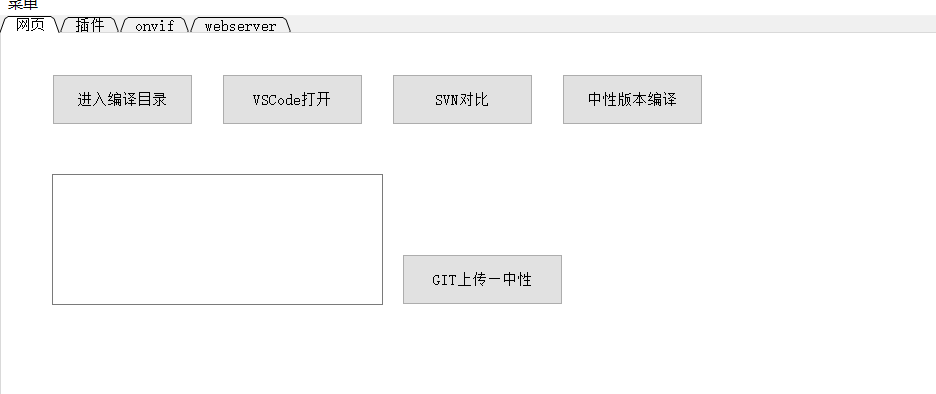 菜单
网页 插件 onvif webserver
进入编译目录 VSCode打开 SVN对比 中性版本编译
GIT上传一中性